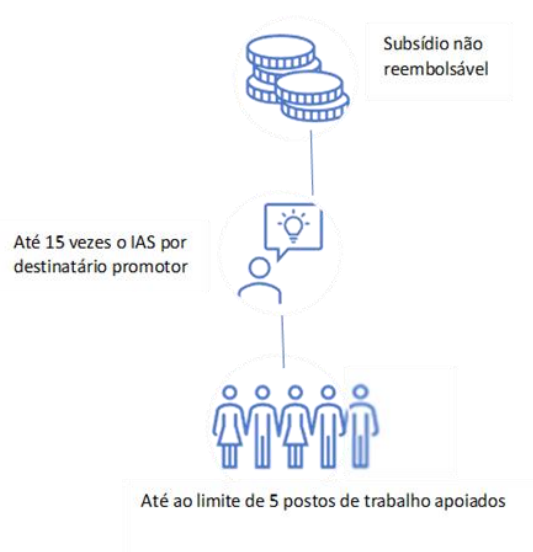 Subsídio não
reembolsável
Até 15 vezes o IAS por
destinatário promotor
Até ao limite de 5 postos de trabalho apoiados